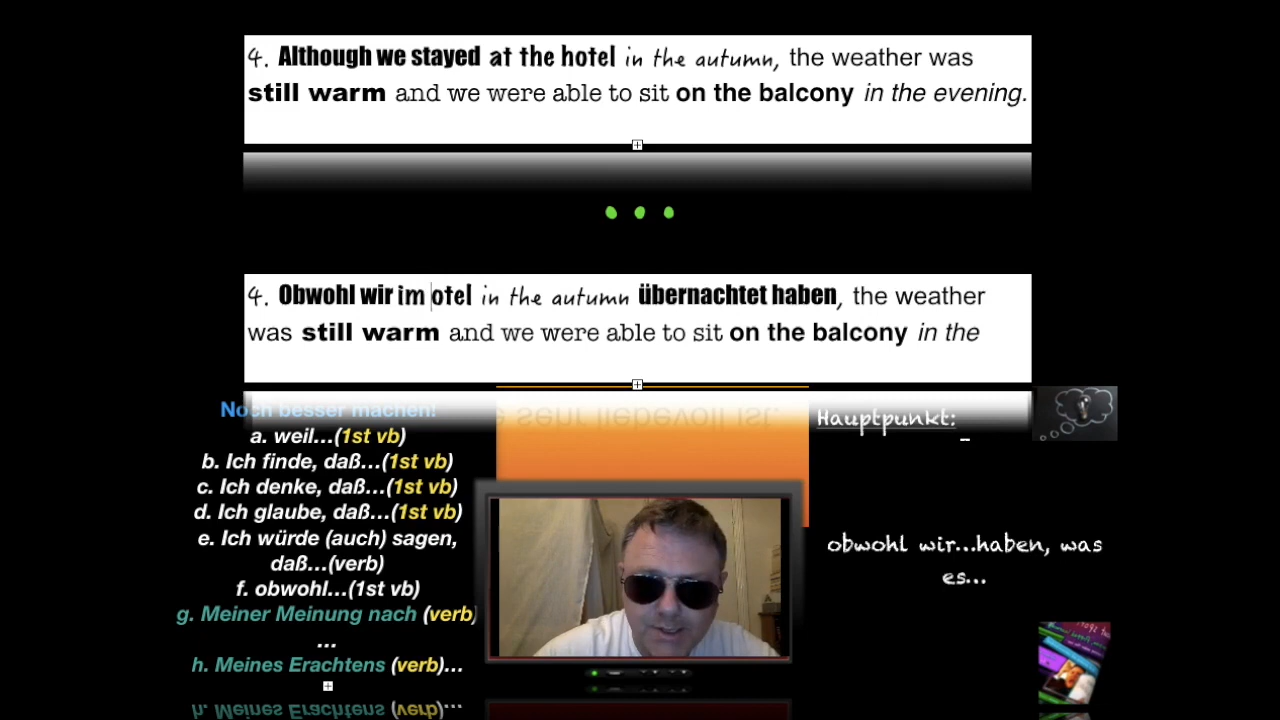 4. Although we stayed at the hotel in the autumn, the weather was
still warm and we were able to sit on the balcony in the evening.
4. Obwohl wir im otel in the autumn übernachtet haben, the weather
was still warm and we were able to sit on the balcony in the
Noch besser machen!
a. weil...(1st vb)
b. Ich finde, daß...(1st vb)
c. Ich denke, daß...(1st vb)
d. Ich glaube, daß...(1st vb)
e. Ich würde (auch) sagen,
daß...(verb)
f. obwohl...(1st vb)
g. Meiner Meinung nach (verb)
...
h. Meines Erachtens (verb)...
Hauptpunkt:
obwohl wir...haben, was
es...